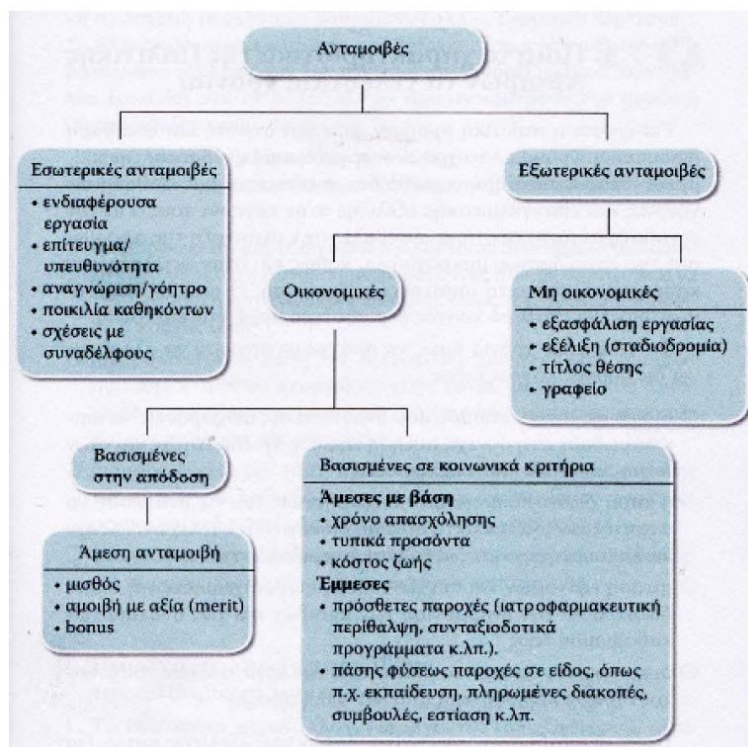 Ανταμοιβές
Εσωτερικές ανταμοιβές
• ενδιαφέρουσα
εργασία
• επίτευγμα/
υπευθυνότητα
• αναγνώριση/γόητρο
• ποικιλία καθηκόντων
• σχέσεις με
συναδέλφους
Εξωτερικές ανταμοιβές
Οικονομικές
Μη οικονομικές
• εξασφάλιση εργασίας
• εξέλιξη (σταδιοδρομία)
• τίτλος θέσης
• γραφείο
Βασισμένες
στην απόδοση
Άμεση ανταμοιβή
• μισθός
• αμοιβή με αξία (merit)
• bonus
Βασισμένες σε κοινωνικά κριτήρια
Άμεσες με βάση
• χρόνο απασχόλησης
• τυπικά προσόντα
• κόστος ζωής
Έμμεσες
• πρόσθετες παροχές (ιατροφαρμακευτική
περίθαλψη, συνταξιοδοτικά
προγράμματα κ.λπ.).
• πάσης φύσεως παροχές σε είδος, όπως
π.χ. εκπαίδευση, πληρωμένες διακοπές,
συμβουλές, εστίαση κ.λπ.